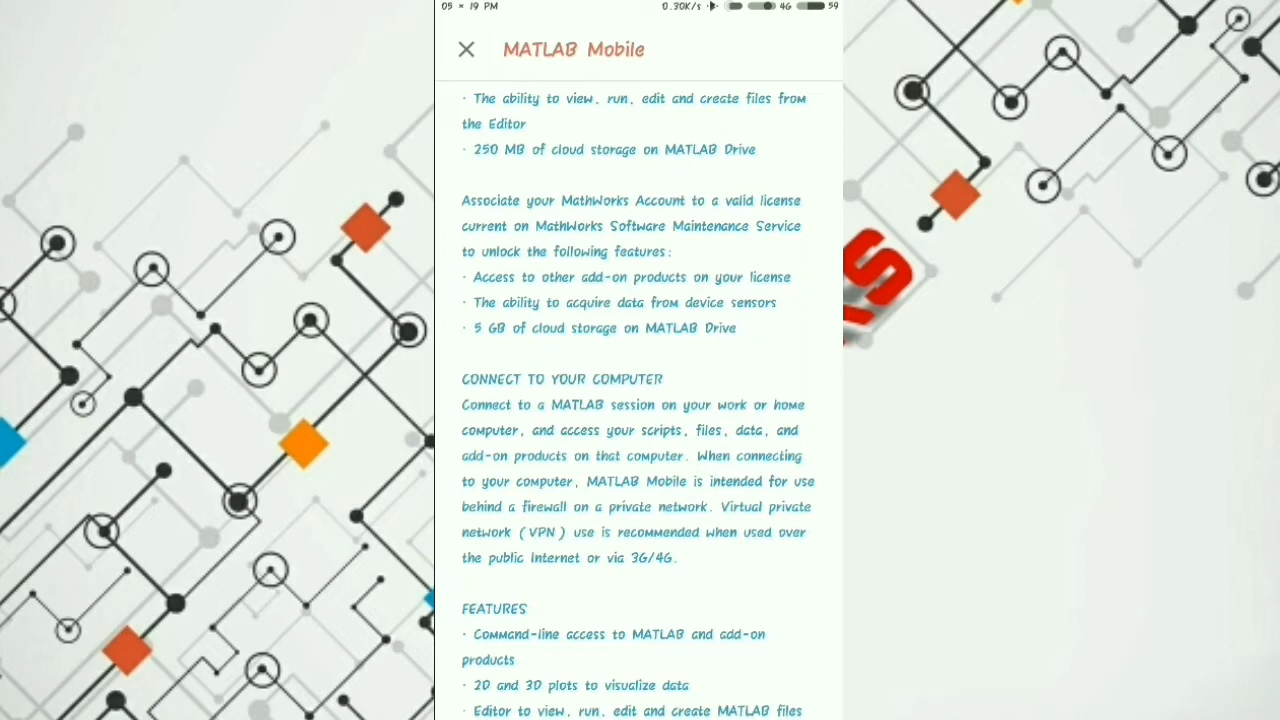 05 × 19 PM 0.30K/s 4G 59
MATLAB Mobile
· The ability to view, run, edit and create files from
the Editor
· 250 MB of cloud storage on MATLAB Drive
Associate your MathWorks Account to a valid license
current on MathWorks Software Maintenance Service
to unlock the following features:
· Access to other add-on products on your license
· The ability to acquire data from device sensors
· 5 GB of cloud storage on MATLAB Drive
CONNECT TO YOUR COMPUTER
Connect to a MATLAB session on your work or home
computer, and access your scripts, files, data, and
add-on products on that computer. When connecting
to your computer, MATLAB Mobile is intended for use
behind a firewall on a private network. Virtual private
network (VPN) use is recommended when used over
the public Internet or via 3G/4G.
FEATURES
· Command-line access to MATLAB and add-on
products
· 2D and 3D plots to visualize data
· Editor to view, run, edit and create MATLAB files